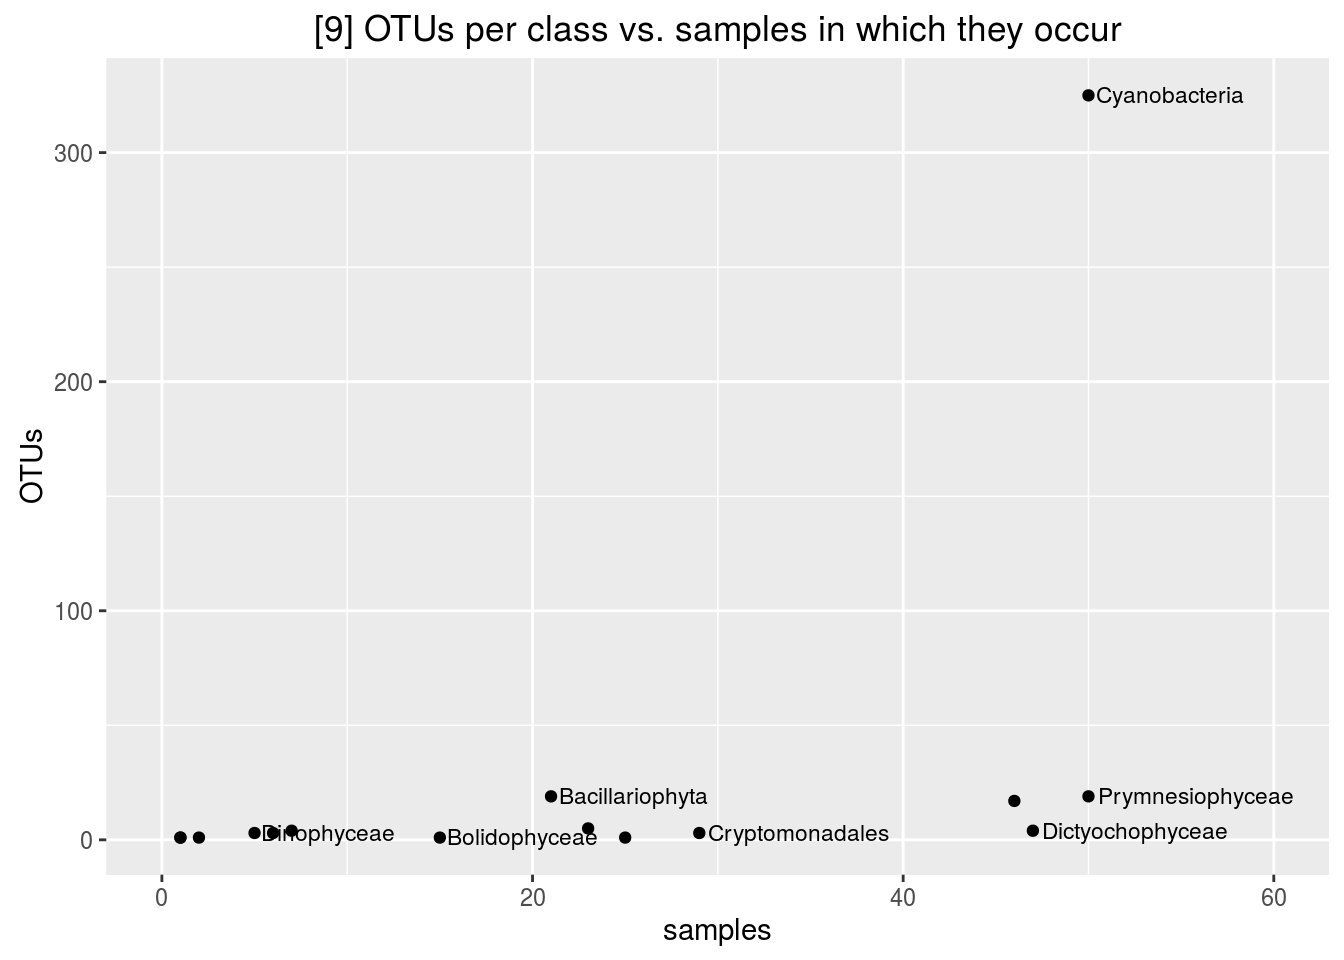 [9] OTUs per class vs. samples in which they occur
Cyanobacteria
300
200
OTUs
100
Bacillariophyta
Prymnesiophyceae
Dinophyceae
Bolidophyceae
Cryptomonadales
Dictyochophyceae
0
0
20
40
60
samples